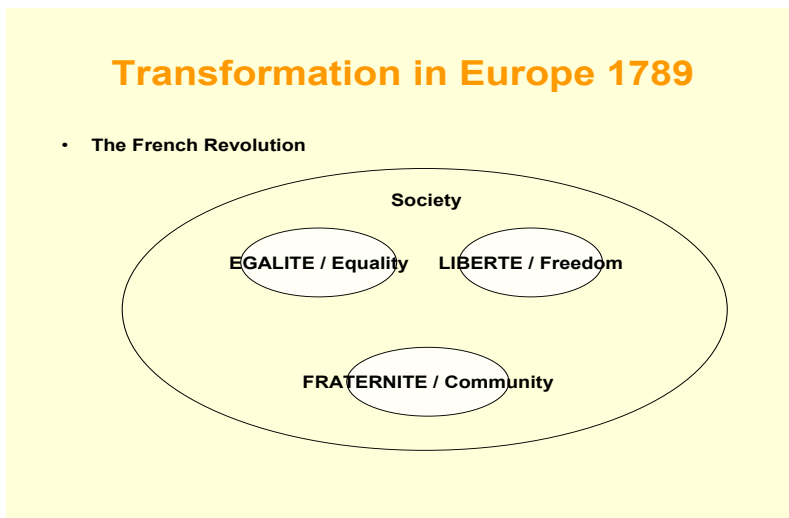 Transformation in Europe 1789
• The French Revolution
Society
EGALITE / Equality LIBERTE / Freedom
FRATERNITE / Community